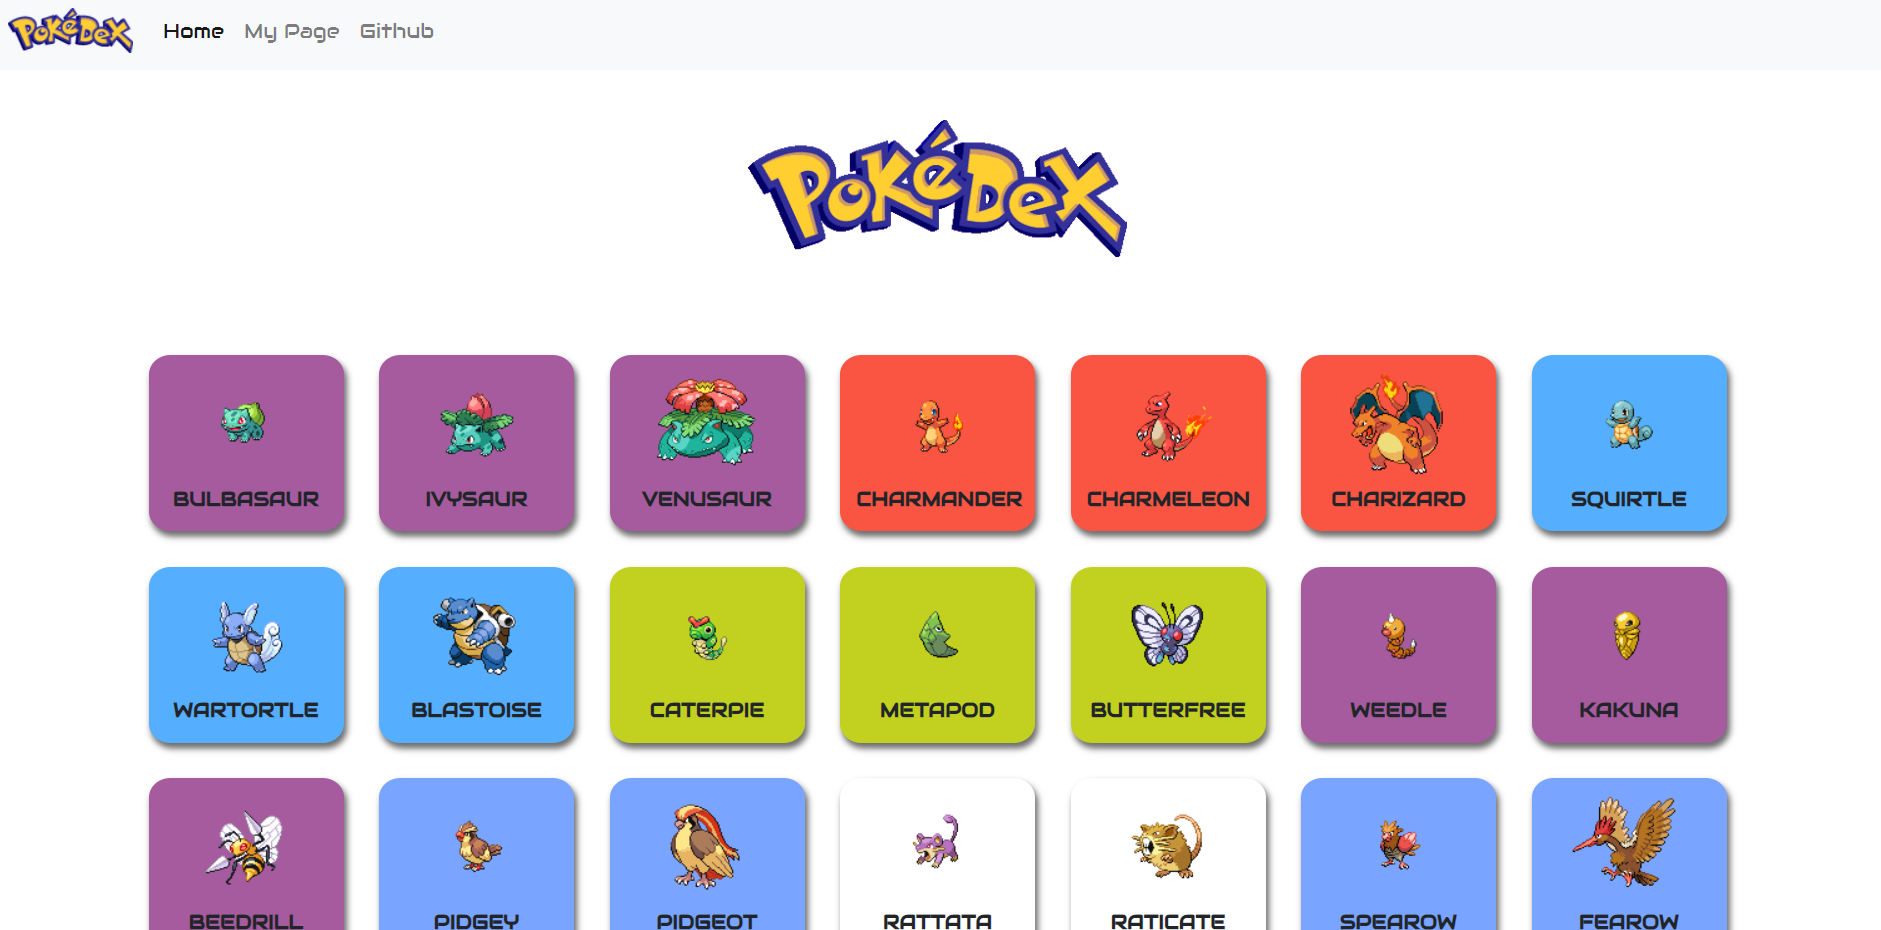 PokéDex Home My Page Github
PokéDex
BULBASAUR IVYSAUR VENUSAUR CHARMANDER CHARMELEON CHARIZARD SQUIRTLE
WARTORTLE BLASTOISE CATERPIE METAPOD BUTTERFREE WEEDLE KAKUNA
BEEDRILL PIDGEY PIDGEOT RATTATA RATICATE SPEAROW FEAROW